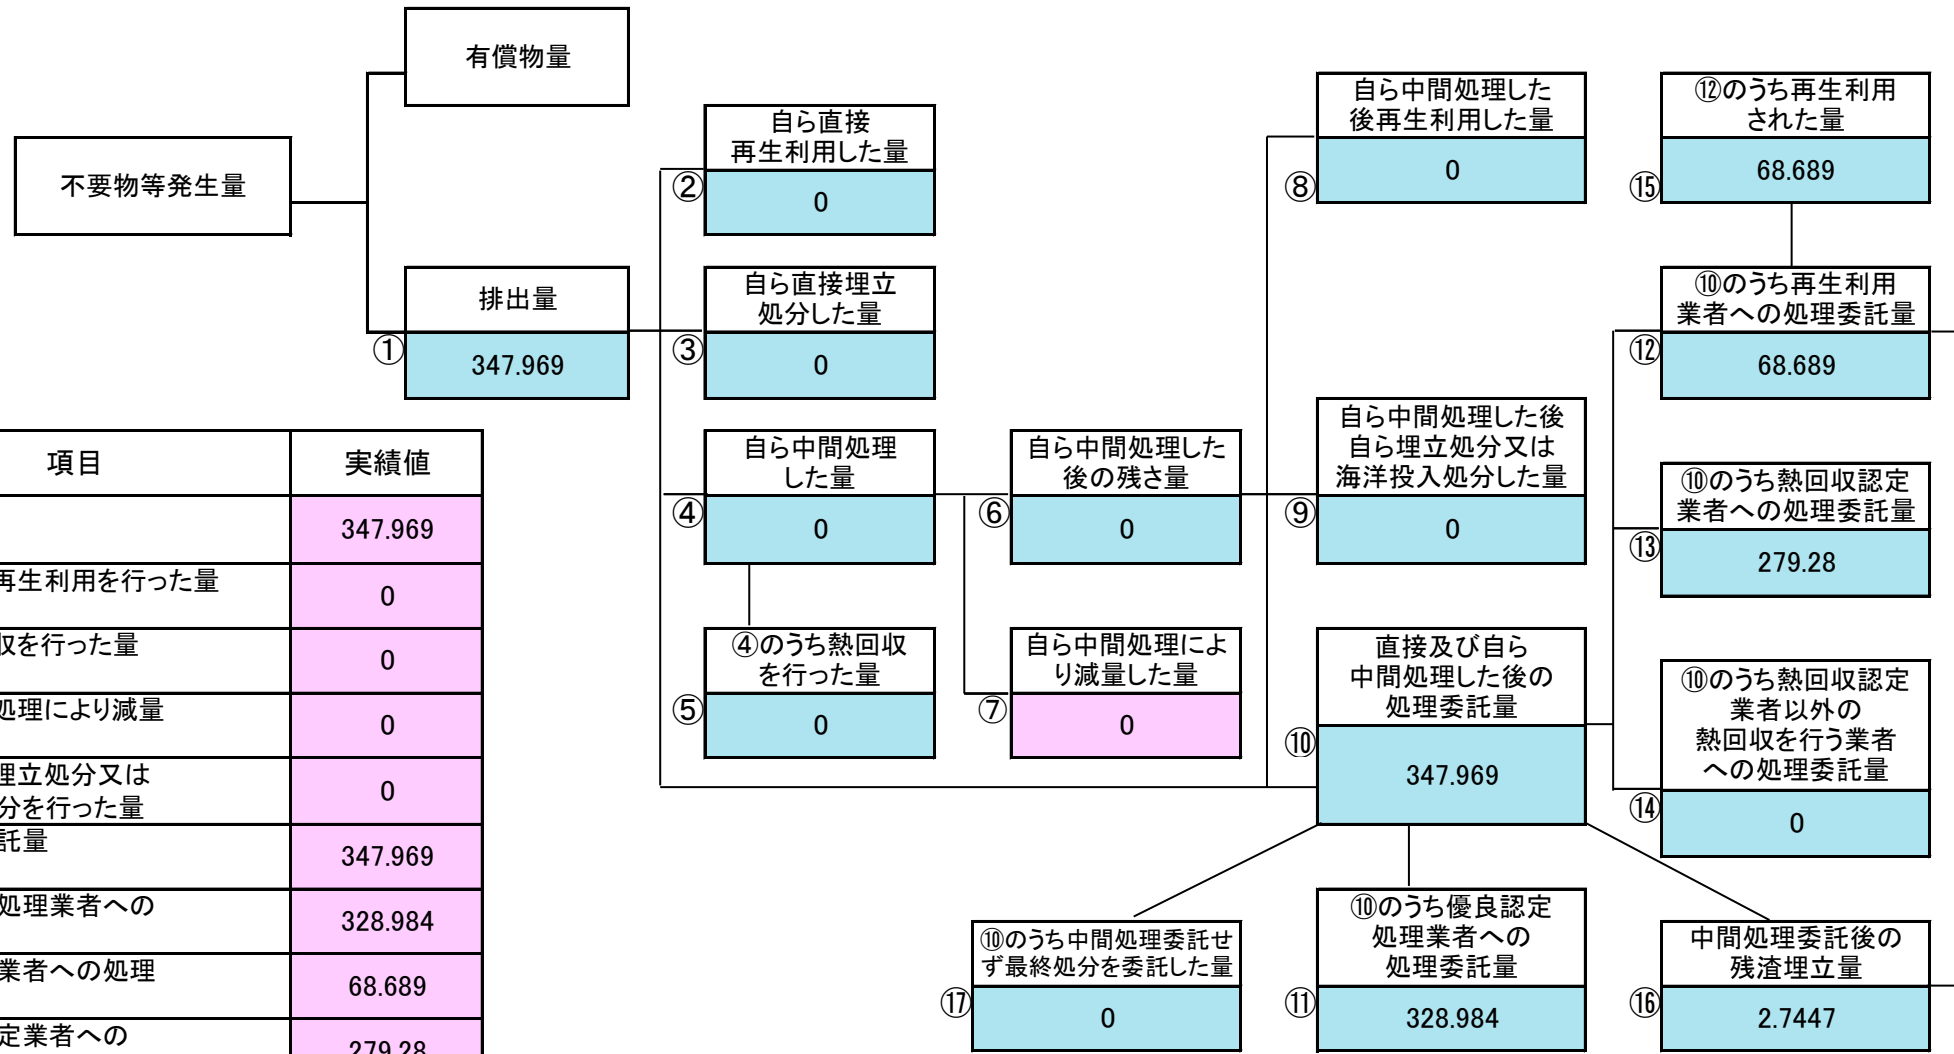 有償物量
不要物等発生量
排出量
①
347.969
自ら直接
再生利用した量
②
0
自ら直接埋立
処分した量
③
0
自ら中間処理
した量
④
0
④のうち熱回収
を行った量
⑤
0
自ら中間処理した
後の残さ量
⑥
0
自ら中間処理によ
り減量した量
⑦
0
自ら中間処理した
後再生利用した量
⑧
0
自ら中間処理した後
自ら埋立処分又は
海洋投入処分した量
⑨
0
直接及び自ら
中間処理した後の
処理委託量
⑩
347.969
⑫のうち再生利用
された量
⑮
68.689
⑩のうち再生利用
業者への処理委託量
⑫
68.689
⑩のうち熱回収認定
業者への処理委託量
⑬
279.28
⑩のうち熱回収認定
業者以外の
熱回収を行う業者
への処理委託量
⑭
0
⑩のうち中間処理委託せ
ず最終処分を委託した量
⑰
0
⑩のうち優良認定
処理業者への
処理委託量
⑪
328.984
中間処理委託後の
残渣埋立量
⑯
2.7447
項目 実績値
347.969
再生利用を行った量
0
収を行った量
0
処理により減量
0
埋立処分又は
分を行った量
0
託量
347.969
処理業者への
328.984
業者への処理
68.689
定業者への
279.28